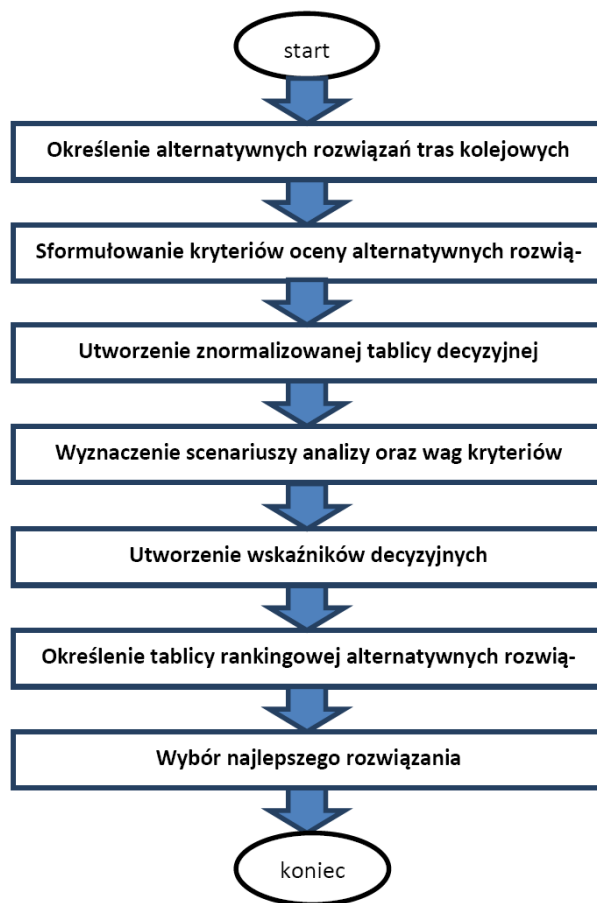 start
Określenie alternatywnych rozwiązań tras kolejowych
Sformułowanie kryteriów oceny alternatywnych rozwią-
Utworzenie znormalizowanej tablicy decyzyjnej
Wyznaczenie scenariuszy analizy oraz wag kryteriów
Utworzenie wskaźników decyzyjnych
Określenie tablicy rankingowej alternatywnych rozwią-
Wybór najlepszego rozwiązania
koniec